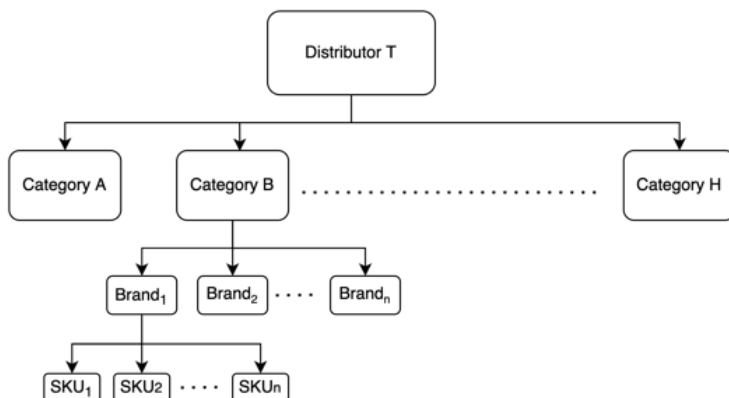 Distributor T
Category A
Category B
Category H
Brand₁
Brand₂
Brandₙ
SKU₁
SKU₂
SKUₙ